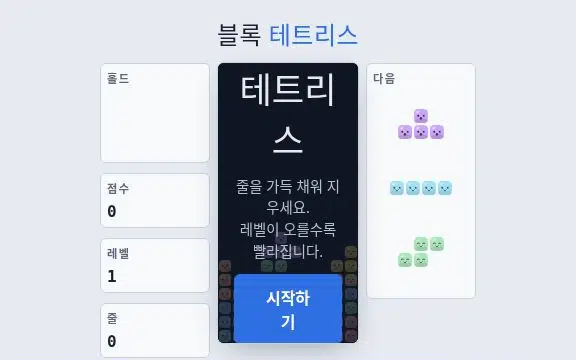 블록 테트리스
홀드
점수
0
레벨
1
줄
0
테트리
스
줄을 가득 채워 지
우세요.
레벨이 오를수록
빨라집니다.
시작하
기
다음